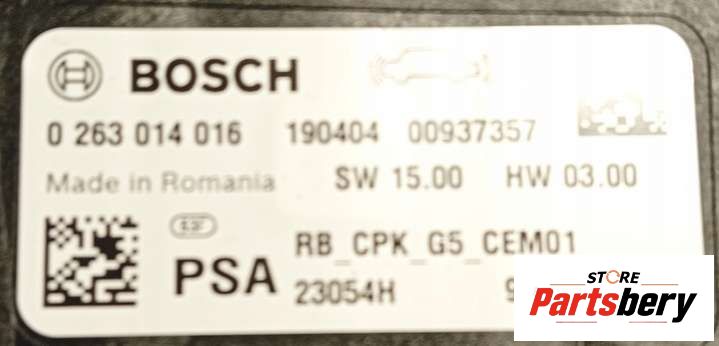 BOSCH
0 263 014 016 190404 00937357
Made in Romania SW 15.00 HW 03.00
RB_CPK_G5_CEM01
PSA 23054H 9
STORE
Partsbery